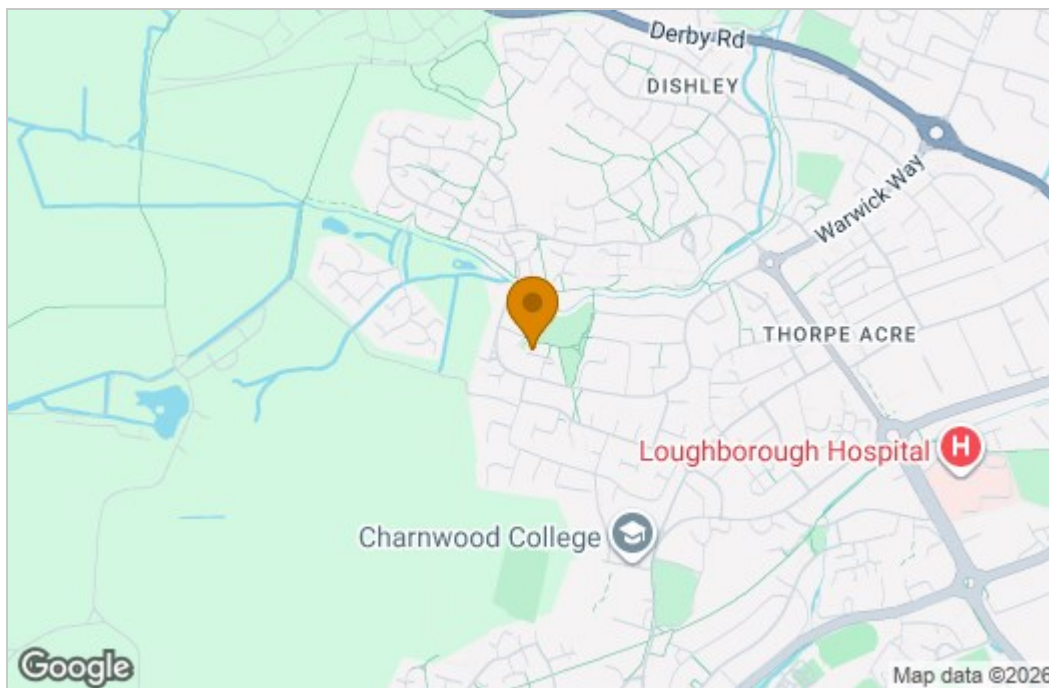 Derby Rd
DISHLEY
Warwick Way
THORPE ACRE
Loughborough Hospital
H
Charnwood College
Google
Map data ©2026